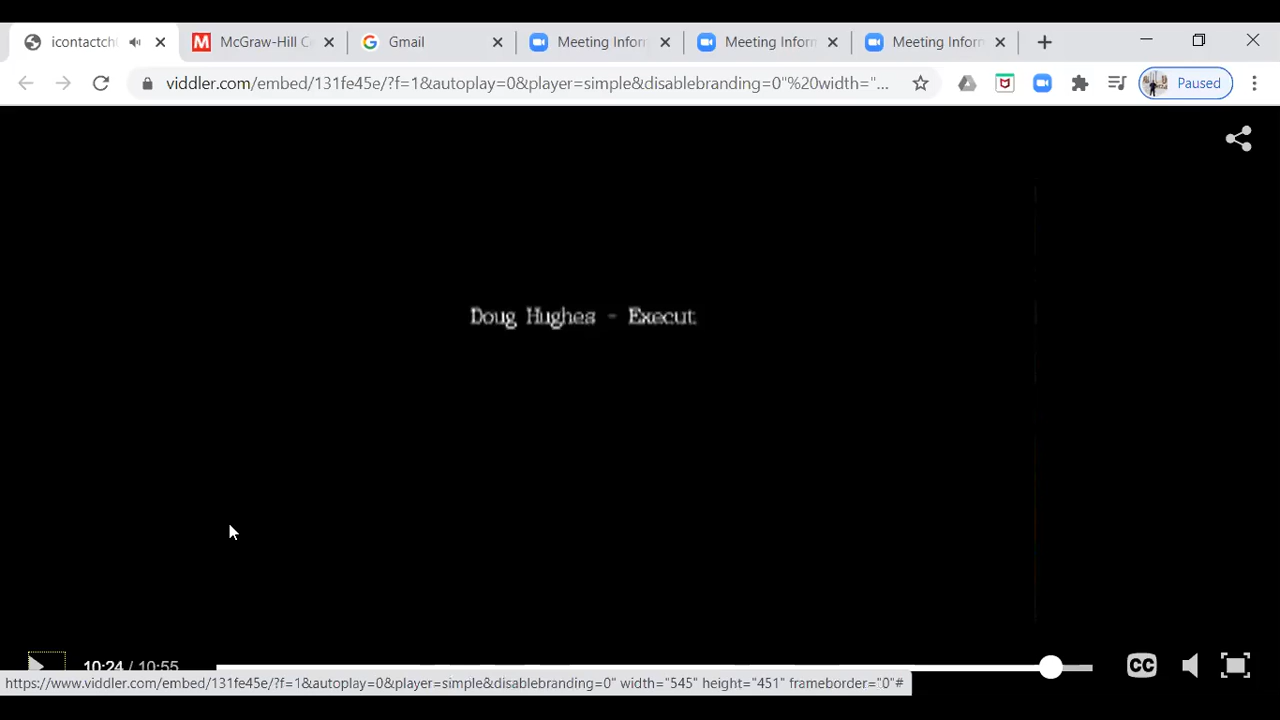 icontactch
McGraw-Hill C
Gmail
Meeting Infor
Meeting Infor
Meeting Infor
viddler.com/embed/131fe45e/?f=1&autoplay=0&player=simple&disablebranding=0"%20width="...
Paused
Doug Hughes - Execut
10:24 / 10:55
CC
https://www.viddler.com/embed/131fe45e/?f=1&autoplay=0&player=simple&disablebranding=0" width="545" height="451" frameborder="0"#